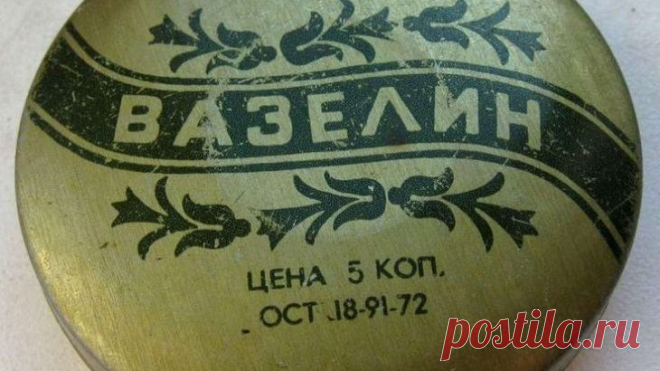 ВАЗЕЛИН
ЦЕНА 5 КОП.
ОСТ 18-91-72
postila.ru